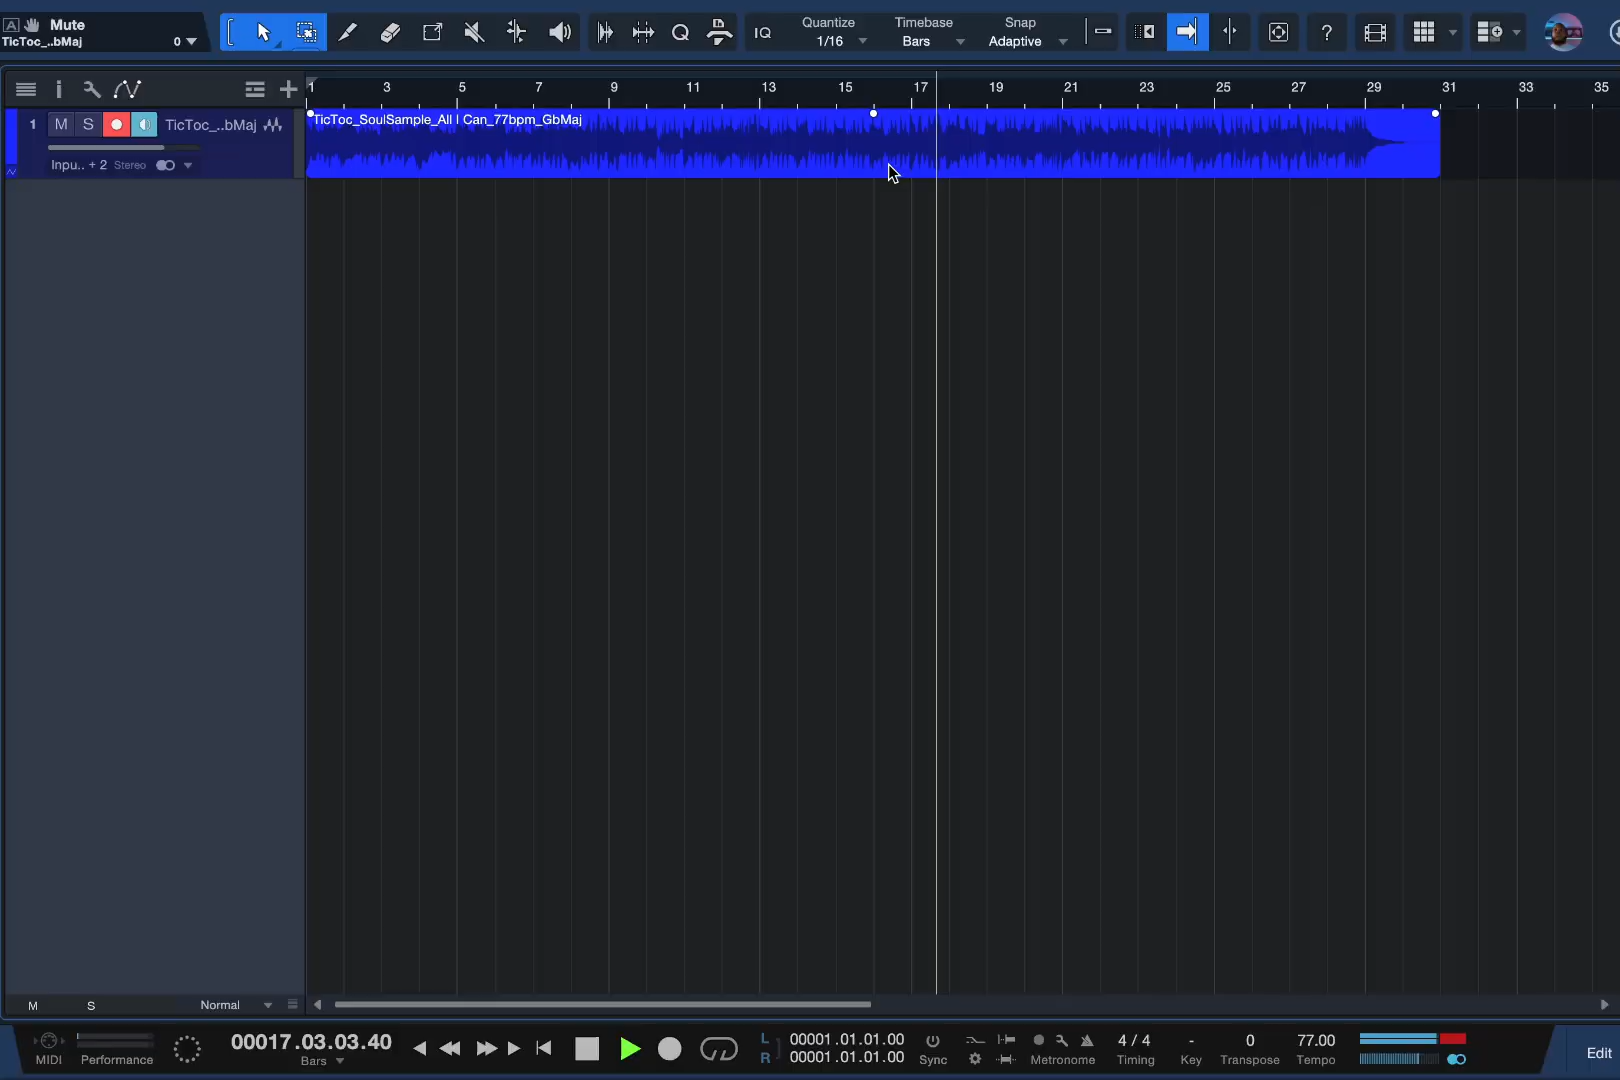 A Mute
TicToc_..bMaj 0
IQ
Quantize
1/16
Timebase
Bars
Snap
Adaptive
?
i
1 3 5 7 9 11 13 15 17 19 21 23 25 27 29 31 33 35
1 M S TicToc_..bMaj
Inpu.. + 2 Stereo
TicToc_SoulSample_All I Can_77bpm_GbMaj
M S Normal
MIDI
Performance
00017.03.03.40
Bars
L 00001.01.01.00
R 00001.01.01.00
Sync
Metronome
4 / 4
Timing
-
Key
0
Transpose
77.00
Tempo
Edit